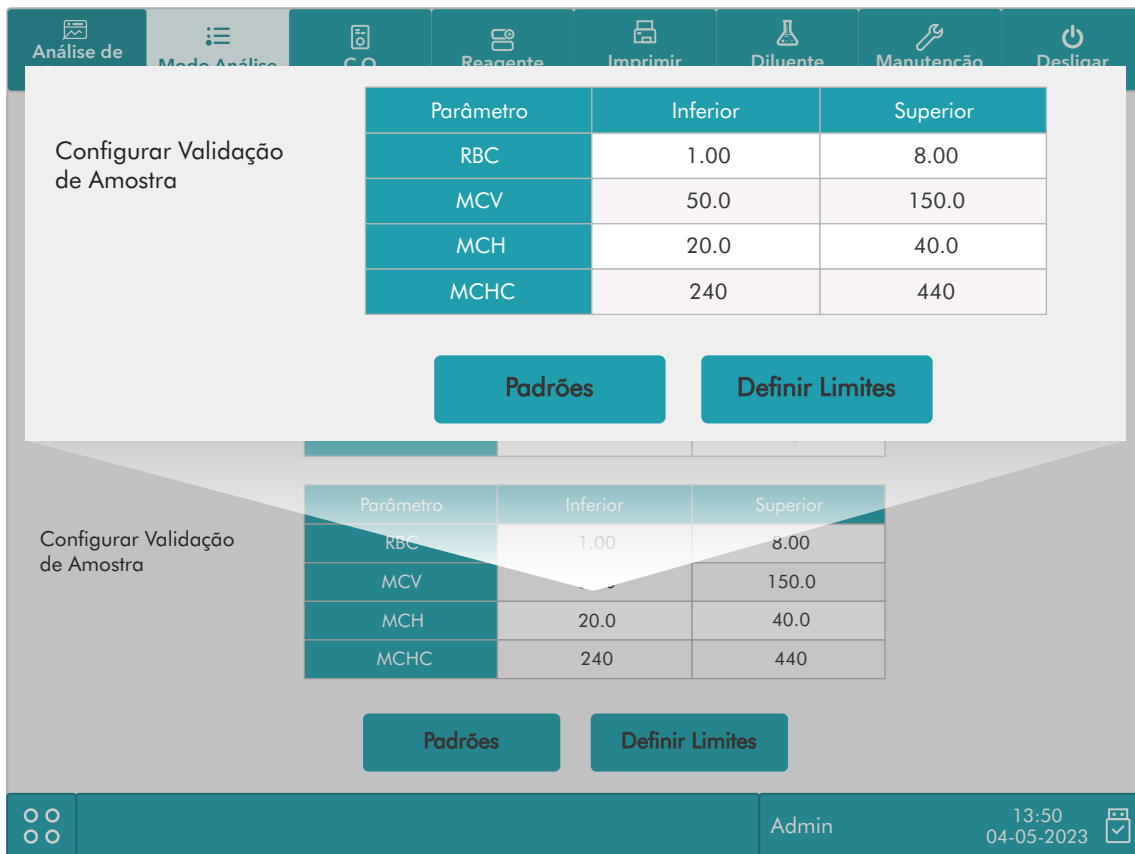 Análise de
Modo Análise
C.Q.
Reagente
Imprimir
Diluente
Manutenção
Desligar
Configurar Validação
de Amostra
Parâmetro Inferior Superior
RBC 1.00 8.00
MCV 50.0 150.0
MCH 20.0 40.0
MCHC 240 440
Padrões Definir Limites
Configurar Validação
de Amostra
Parâmetro Inferior Superior
RBC 1.00 8.00
MCV 150.0
MCH 20.0 40.0
MCHC 240 440
Padrões Definir Limites
Admin
13:50
04-05-2023